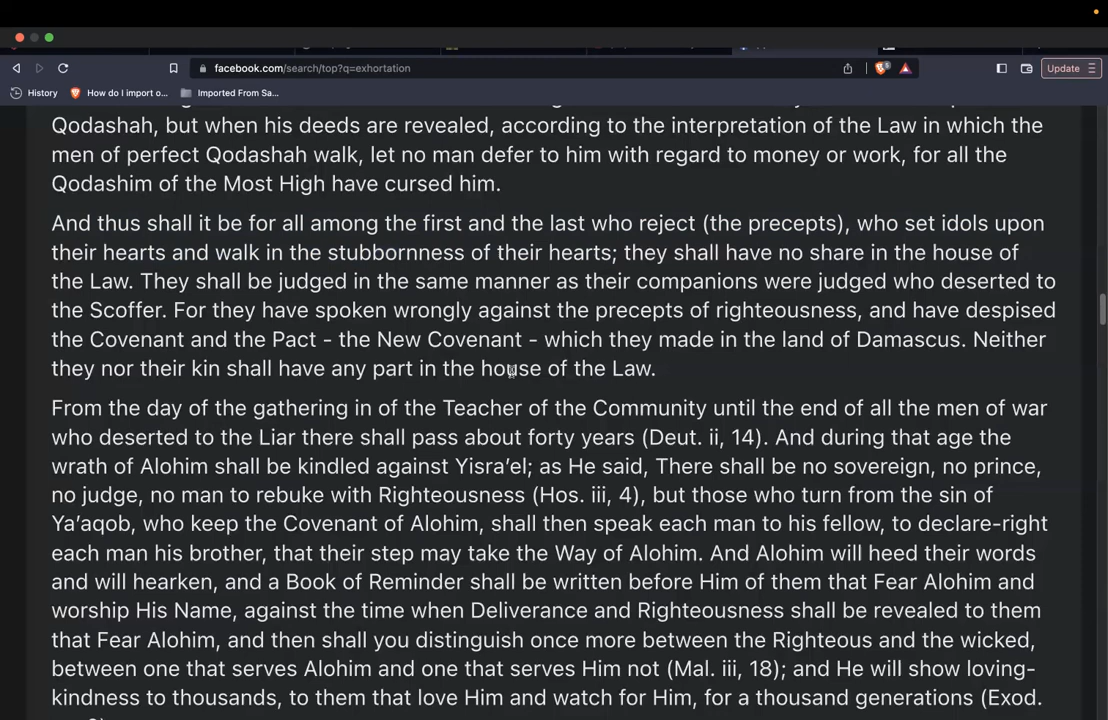 facebook.com/search/top?q=exhortation
Update
History
How do I import o...
Imported From Sa...
Qodashah, but when his deeds are revealed, according to the interpretation of the Law in which the
men of perfect Qodashah walk, let no man defer to him with regard to money or work, for all the
Qodashim of the Most High have cursed him.
And thus shall it be for all among the first and the last who reject (the precepts), who set idols upon
their hearts and walk in the stubbornness of their hearts; they shall have no share in the house of
the Law. They shall be judged in the same manner as their companions were judged who deserted to
the Scoffer. For they have spoken wrongly against the precepts of righteousness, and have despised
the Covenant and the Pact - the New Covenant - which they made in the land of Damascus. Neither
they nor their kin shall have any part in the house of the Law.
From the day of the gathering in of the Teacher of the Community until the end of all the men of war
who deserted to the Liar there shall pass about forty years (Deut. ii, 14). And during that age the
wrath of Alohim shall be kindled against Yisra’el; as He said, There shall be no sovereign, no prince,
no judge, no man to rebuke with Righteousness (Hos. iii, 4), but those who turn from the sin of
Ya’aqob, who keep the Covenant of Alohim, shall then speak each man to his fellow, to declare-right
each man his brother, that their step may take the Way of Alohim. And Alohim will heed their words
and will hearken, and a Book of Reminder shall be written before Him of them that Fear Alohim and
worship His Name, against the time when Deliverance and Righteousness shall be revealed to them
that Fear Alohim, and then shall you distinguish once more between the Righteous and the wicked,
between one that serves Alohim and one that serves Him not (Mal. iii, 18); and He will show loving-
kindness to thousands, to them that love Him and watch for Him, for a thousand generations (Exod.